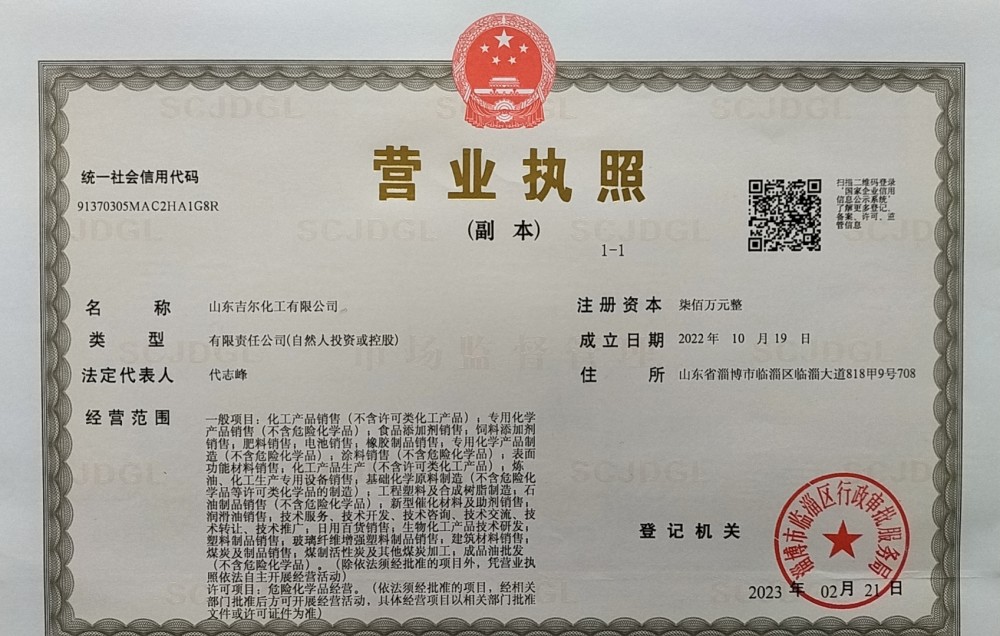 营业执照
(副 本)
1-1
统一社会信用代码
91370305MAC2HA1G8R
扫描二维码登录
'国家企业信用
信息公示系统'
了解更多登记、
备案、许可、监
管信息
名 称 山东吉尔化工有限公司
类 型 有限责任公司(自然人投资或控股)
法定代表人 代志峰
经营范围 一般项目：化工产品销售（不含许可类化工产品）；专用化学
产品销售（不含危险化学品）；食品添加剂销售；饲料添加剂
销售；肥料销售；电池销售；橡胶制品销售；专用化学产品制
造（不含危险化学品）；涂料销售（不含危险化学品）；表面
功能材料销售；化工产品生产（不含许可类化工产品）；炼
油、化工生产专用设备销售；基础化学原料制造（不含危险化
学品等许可类化学品的制造）；工程塑料及合成树脂制造；石
油制品销售（不含危险化学品）；新型催化材料及助剂销售；
润滑油销售；技术服务、技术开发、技术咨询、技术交流、技
术转让、技术推广；日用百货销售；生物化工产品技术研发；
塑料制品销售；玻璃纤维增强塑料制品销售；建筑材料销售；
煤炭及制品销售；煤制活性炭及其他煤炭加工；成品油批发
（不含危险化学品）。（除依法须经批准的项目外，凭营业执
照依法自主开展经营活动）
许可项目：危险化学品经营。（依法须经批准的项目，经相关
部门批准后方可开展经营活动，具体经营项目以相关部门批准
文件或许可证件为准）
注册资本 柒佰万元整
成立日期 2022年 10 月 19 日
住 所 山东省淄博市临淄区临淄大道818甲9号708
登记机关
淄博市临淄区行政审批服务局
2023 年 02月 21 日
SCJDGL
SCJDGL
SCJDGL
市场监督管理